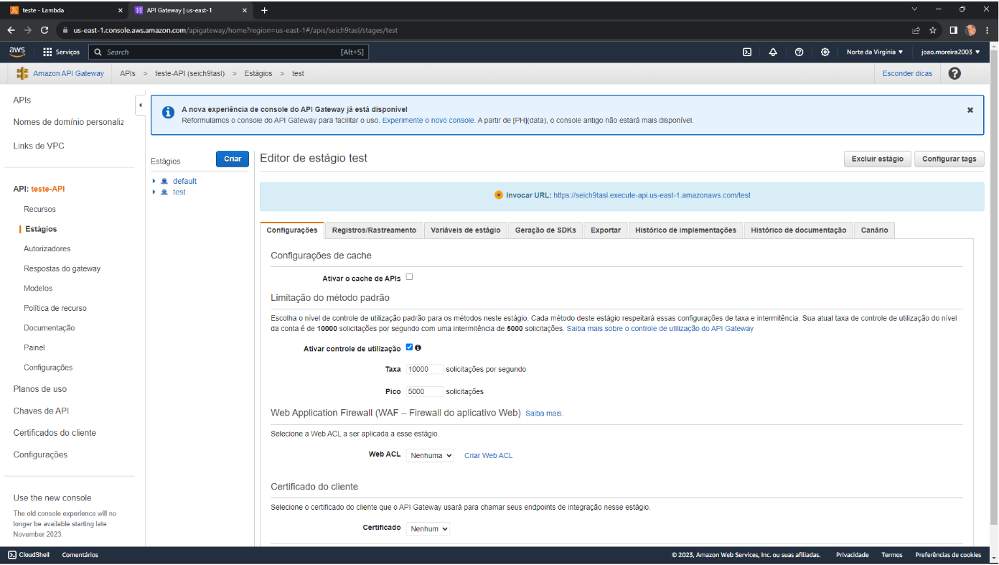 teste - Lambda
API Gateway | us-east-1
us-east-1.console.aws.amazon.com/apigateway/home?region=us-east-1#/apis/seich9tasl/stages/test
aws
Serviços
Search
[Alt+S]
Norte da Virgínia
joao.moreira2003
Amazon API Gateway
APIs > teste-API (seich9tasl) > Estágios > test
Esconder dicas
APIs
Nomes de domínio personaliz
Links de VPC
API: teste-API
Recursos
Estágios
Autorizadores
Respostas do gateway
Modelos
Política de recurso
Documentação
Painel
Configurações
Planos de uso
Chaves de API
Certificados do cliente
Configurações
Use the new console
The old console experience will no
longer be available starting late
November 2023.
A nova experiência de console do API Gateway já está disponível
Reformulamos o console do API Gateway para facilitar o uso. Experimente o novo console. A partir de [PH](data), o console antigo não estará mais disponível.
Estágios
Criar
default
test
Editor de estágio test
Excluir estágio
Configurar tags
Invocar URL: https://seich9tasl.execute-api.us-east-1.amazonaws.com/test
Configurações
Registros/Rastreamento
Variáveis de estágio
Geração de SDKs
Exportar
Histórico de implementações
Histórico de documentação
Canário
Configurações de cache
Ativar o cache de APIs
Limitação do método padrão
Escolha o nível de controle de utilização padrão para os métodos neste estágio. Cada método deste estágio respeitará essas configurações de taxa e intermitência. Sua atual taxa de controle de utilização do nível
da conta é de 10000 solicitações por segundo com uma intermitência de 5000 solicitações. Saiba mais sobre o controle de utilização do API Gateway
Ativar controle de utilização
Taxa 10000 solicitações por segundo
Pico 5000 solicitações
Web Application Firewall (WAF – Firewall do aplicativo Web) Saiba mais.
Selecione a Web ACL a ser aplicada a esse estágio.
Web ACL Nenhuma Criar Web ACL
Certificado do cliente
Selecione o certificado do cliente que o API Gateway usará para chamar seus endpoints de integração nesse estágio.
Certificado Nenhum
CloudShell
Comentários
© 2023, Amazon Web Services, Inc. ou suas afiliadas.
Privacidade
Termos
Preferências de cookies